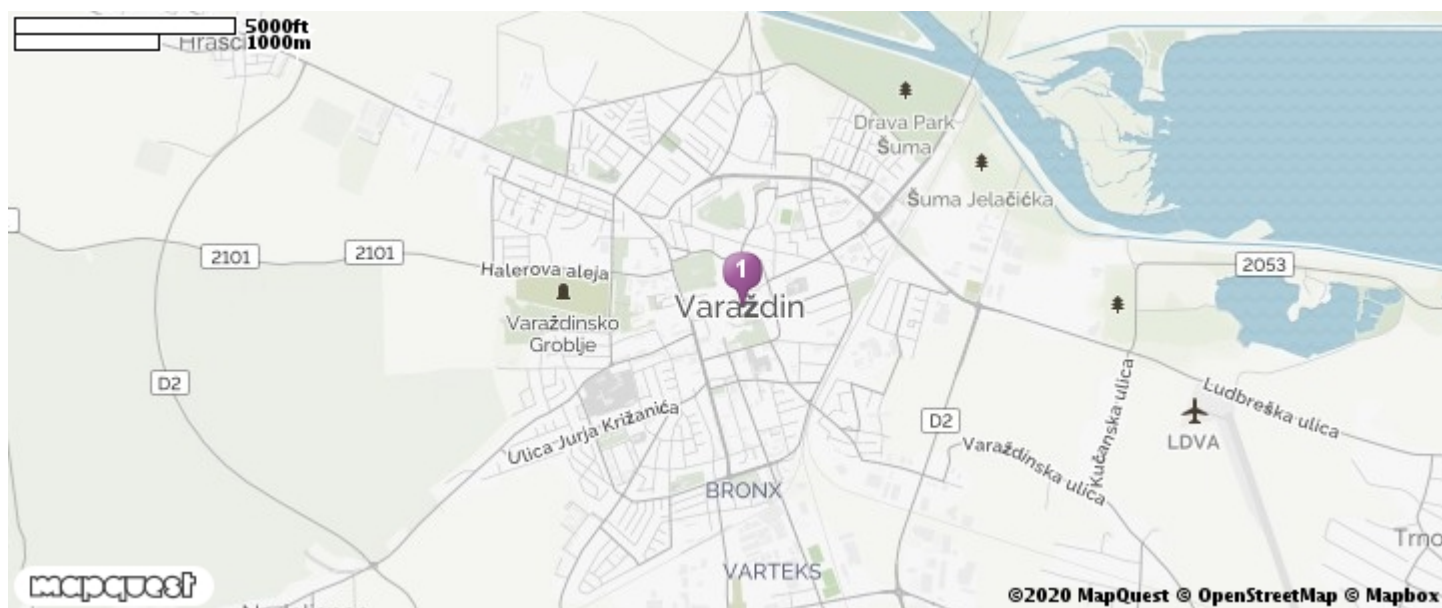 5000ft
1000m
Drava Park
Šuma
Šuma Jelačićka
2101
2101
Halerova aleja
1
2053
Varaždin
Varaždinsko
Groblje
D2
Ulica Jurja Križanića
D2
Varaždinska ulica
Kučanska ulica
Ludbreška ulica
LDVA
BRONX
VARTEKS
Trno
mapquest
©2020 MapQuest © OpenStreetMap © Mapbox